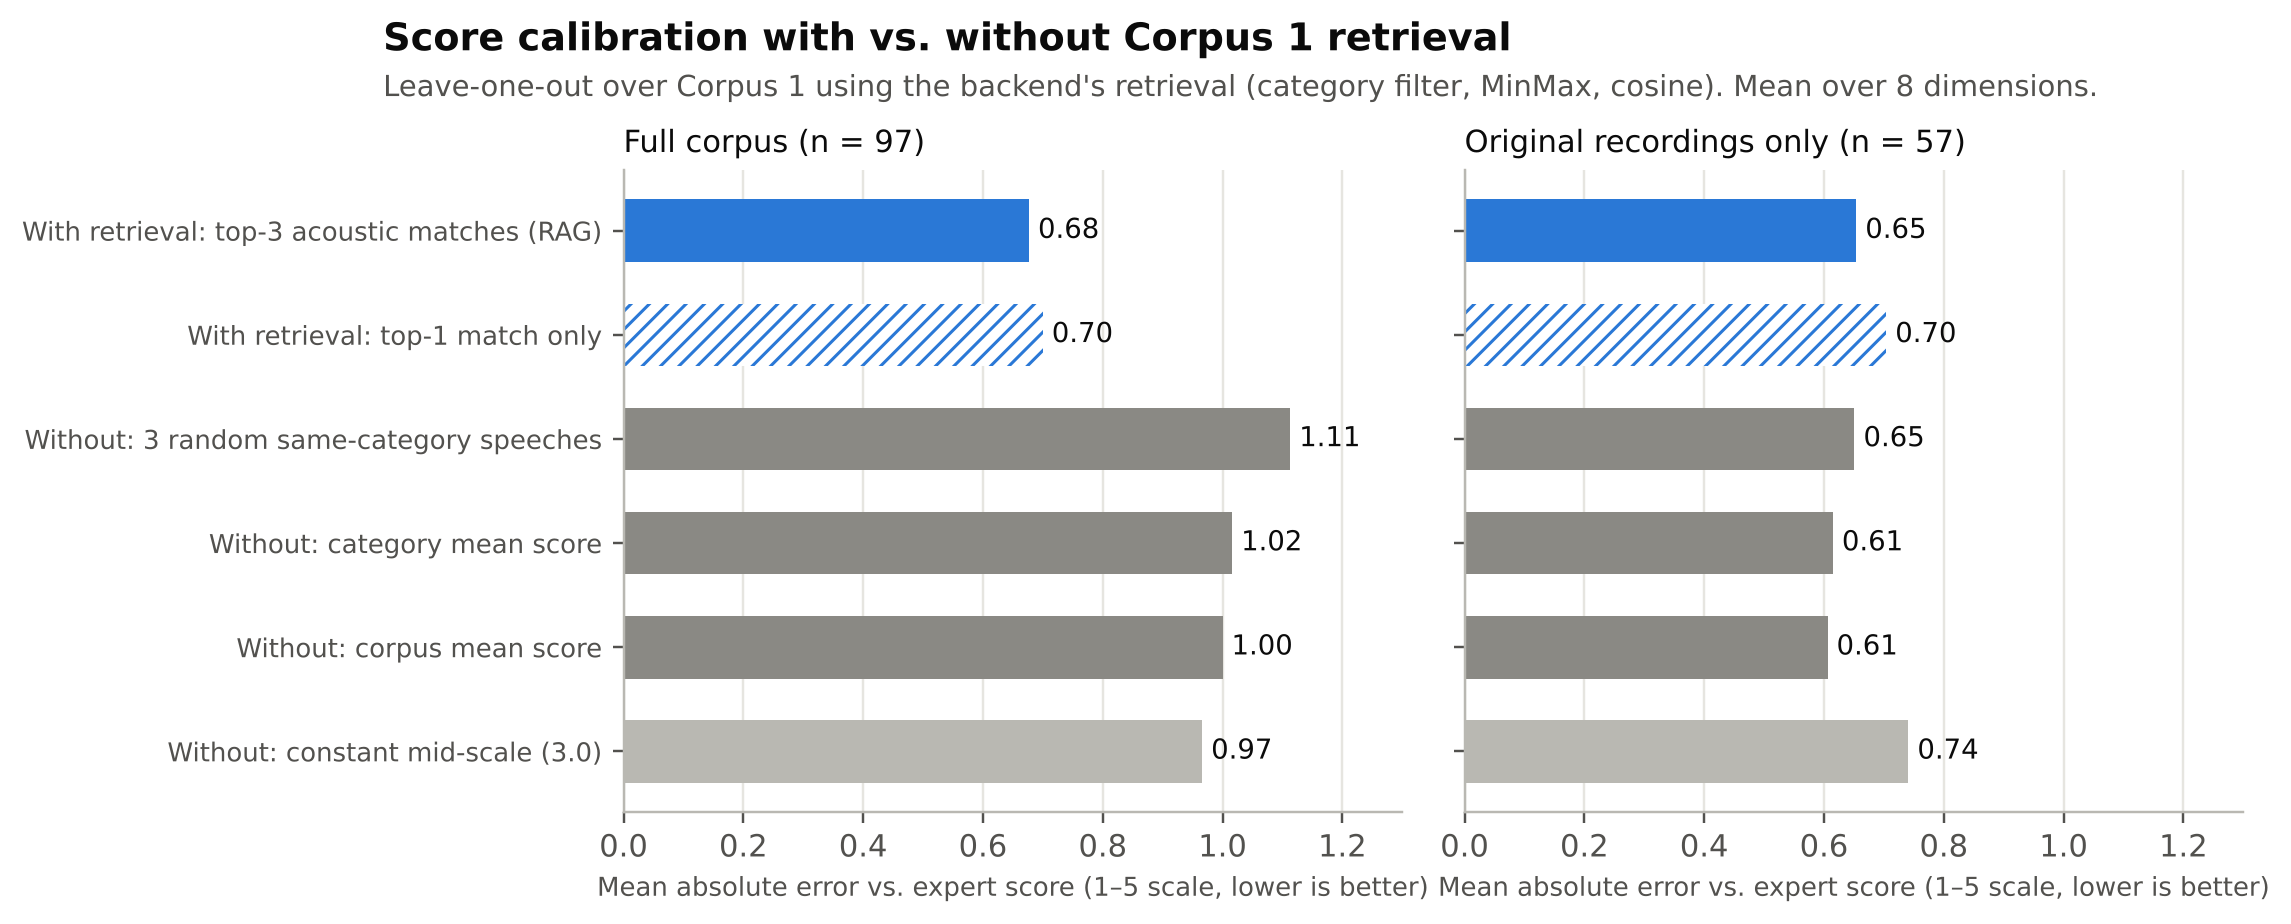 Score calibration with vs. without Corpus 1 retrieval
Leave-one-out over Corpus 1 using the backend's retrieval (category filter, MinMax, cosine). Mean over 8 dimensions.
Full corpus (n = 97)
With retrieval: top-3 acoustic matches (RAG)
0.68
With retrieval: top-1 match only
0.70
Without: 3 random same-category speeches
1.11
Without: category mean score
1.02
Without: corpus mean score
1.00
Without: constant mid-scale (3.0)
0.97
0.0 0.2 0.4 0.6 0.8 1.0 1.2
Mean absolute error vs. expert score (1–5 scale, lower is better)
Original recordings only (n = 57)
0.65
0.70
0.65
0.61
0.61
0.74
0.0 0.2 0.4 0.6 0.8 1.0 1.2
Mean absolute error vs. expert score (1–5 scale, lower is better)